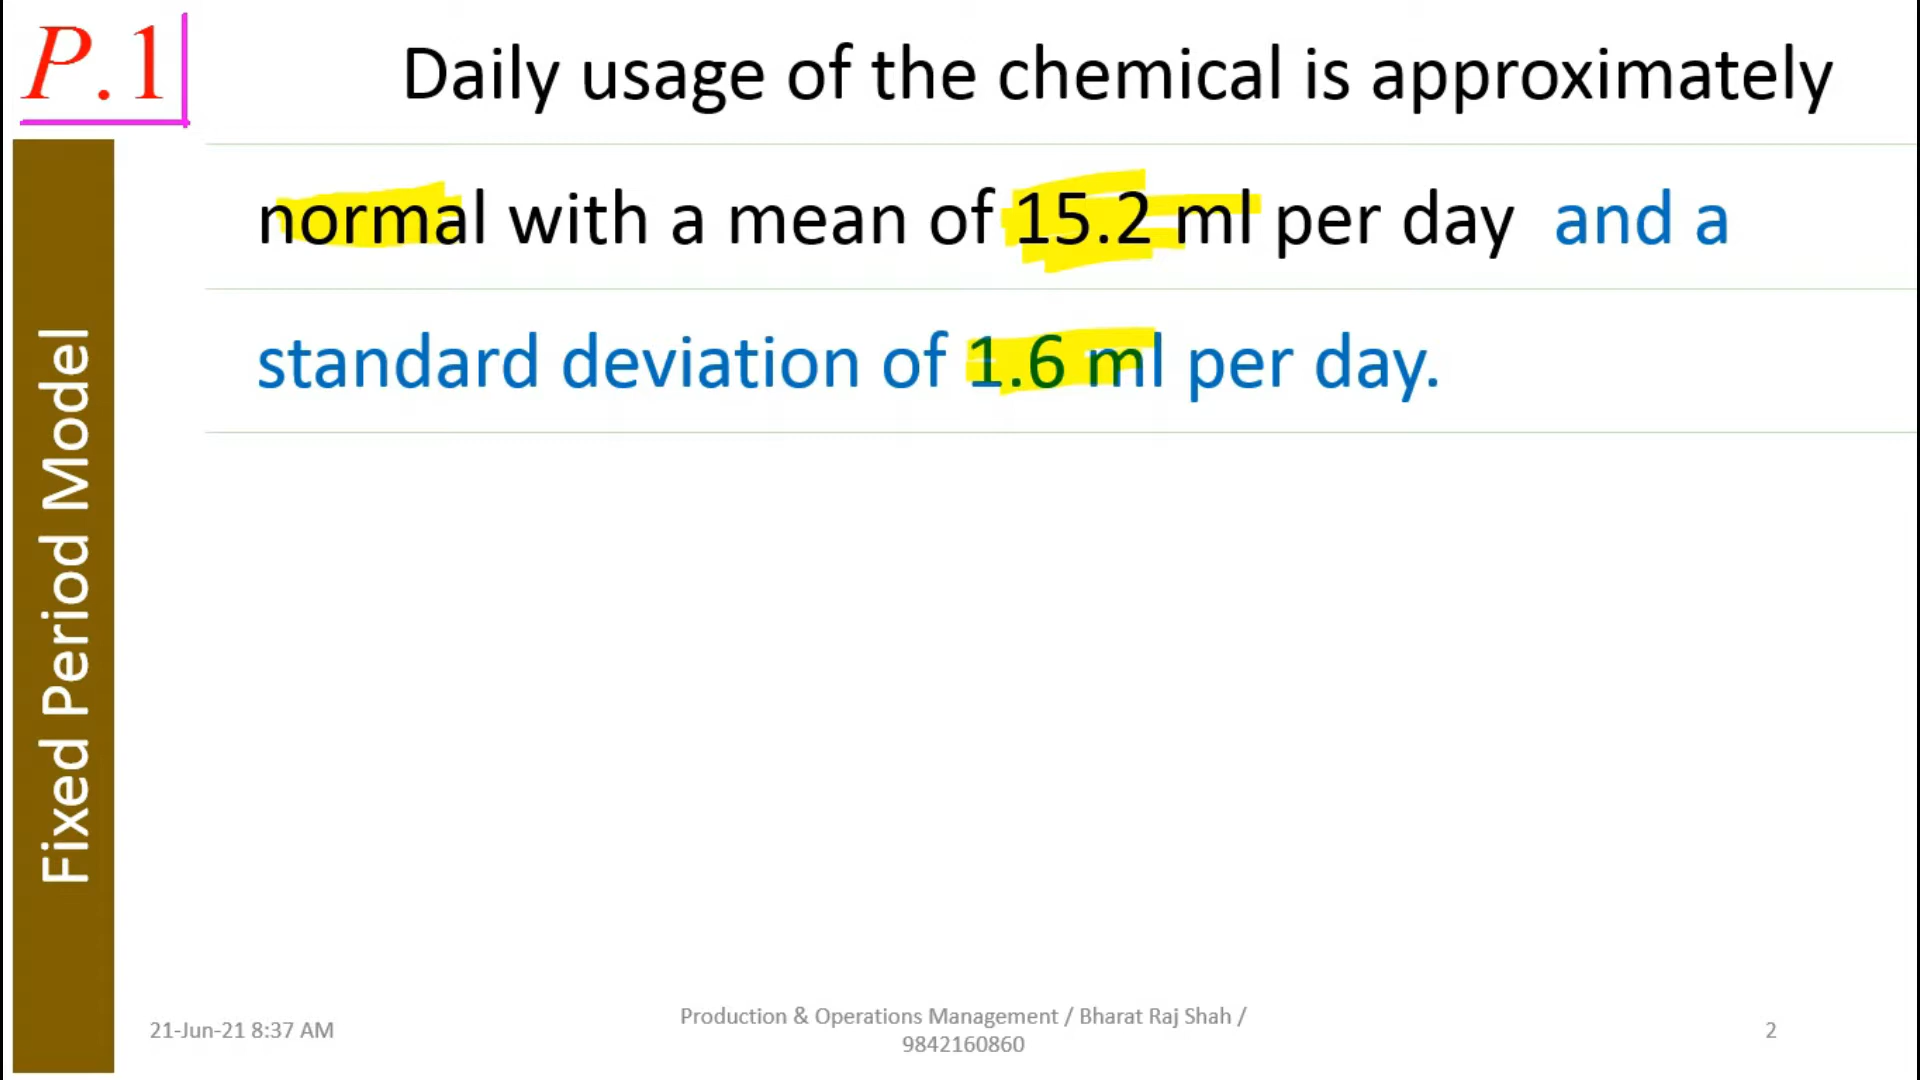 P.1
Daily usage of the chemical is approximately
normal with a mean of 15.2 ml per day and a
standard deviation of 1.6 ml per day.
Fixed Period Model
21-Jun-21 8:37 AM
Production & Operations Management / Bharat Raj Shah /
9842160860
2